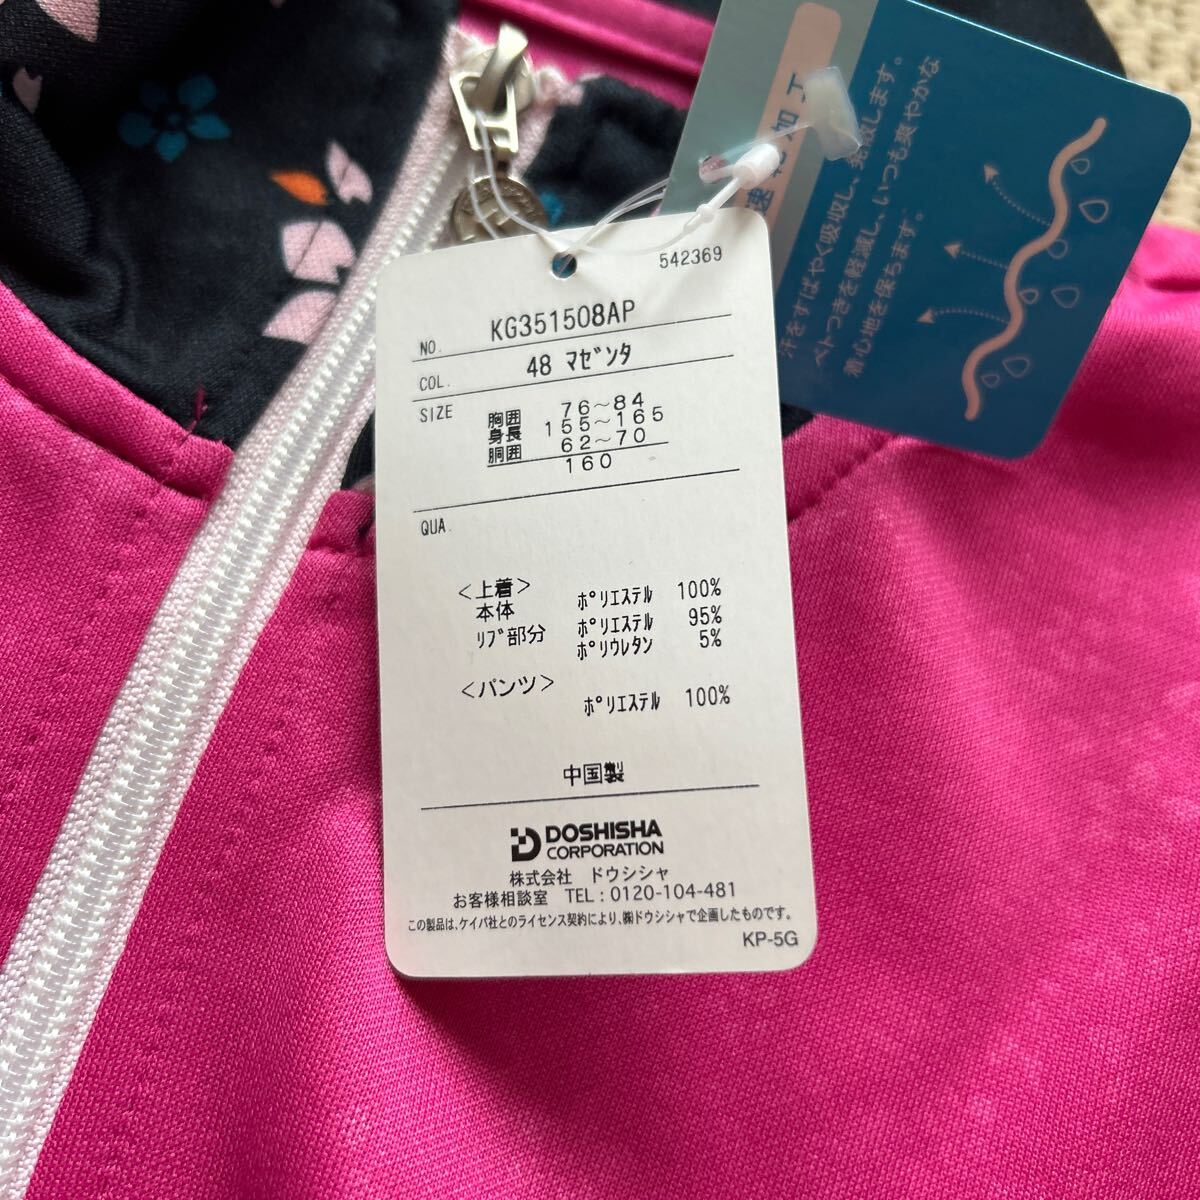 542369
NO. KG351508AP
COL. 48 マゼンタ
SIZE 胸囲 76～84
身長 155～165
胴囲 62～70
160
QUA.
＜上着＞
本体 ポリエステル 100%
リブ部分 ポリエステル 95%
ポリウレタン 5%
＜パンツ＞
ポリエステル 100%
中国製
DOSHISHA
CORPORATION
株式会社 ドウシシャ
お客様相談室 TEL：0120-104-481
この製品は、ケイパ社とのライセンス契約により、㈱ドウシシャで企画したものです。
KP-5G
速 加工
汗をすばやく吸収し、発散します。
ベトつきを軽減し、いつも爽やかな
着心地を保ちます。